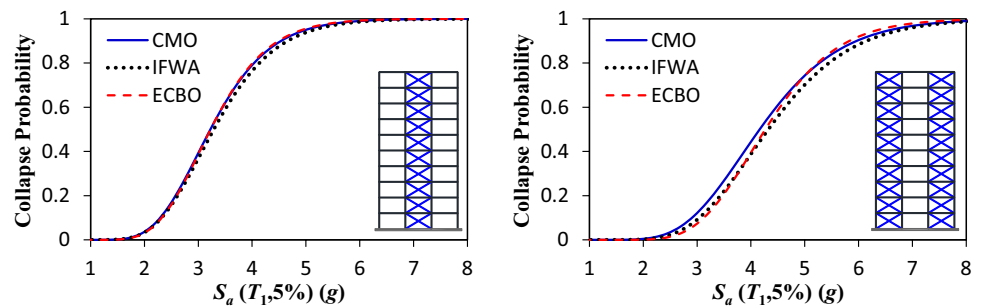 Collapse Probability
1
0.8
0.6
0.4
0.2
0
CMO
IFWA
ECBO
1 2 3 4 5 6 7 8
Sa (T1,5%) (g)
Collapse Probability
1
0.8
0.6
0.4
0.2
0
CMO
IFWA
ECBO
1 2 3 4 5 6 7 8
Sa (T1,5%) (g)